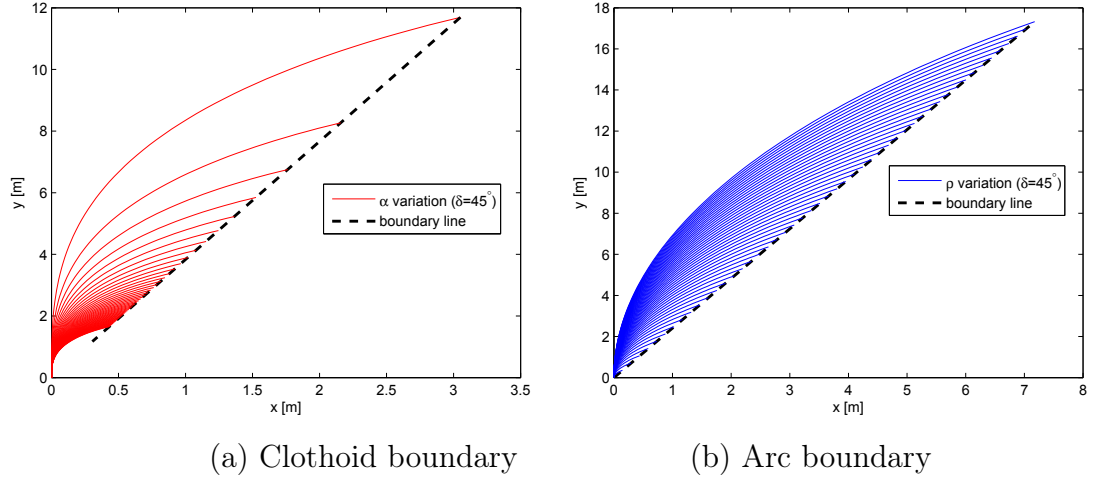 12
10
8
6
4
2
0
y [m]
0 0.5 1 1.5 2 2.5 3 3.5
x [m]
α variation (δ=45°)
boundary line
(a) Clothoid boundary
18
16
14
12
10
8
6
4
2
0
y [m]
0 1 2 3 4 5 6 7 8
x [m]
ρ variation (δ=45°)
boundary line
(b) Arc boundary